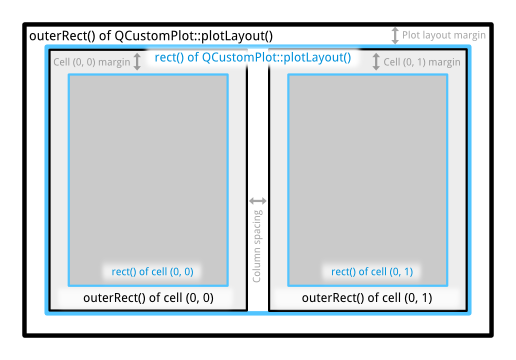 outerRect() of QCustomPlot::plotLayout()
Plot layout margin
rect() of QCustomPlot::plotLayout()
Cell (0, 0) margin
Cell (0, 1) margin
Column spacing
rect() of cell (0, 0)
rect() of cell (0, 1)
outerRect() of cell (0, 0)
outerRect() of cell (0, 1)